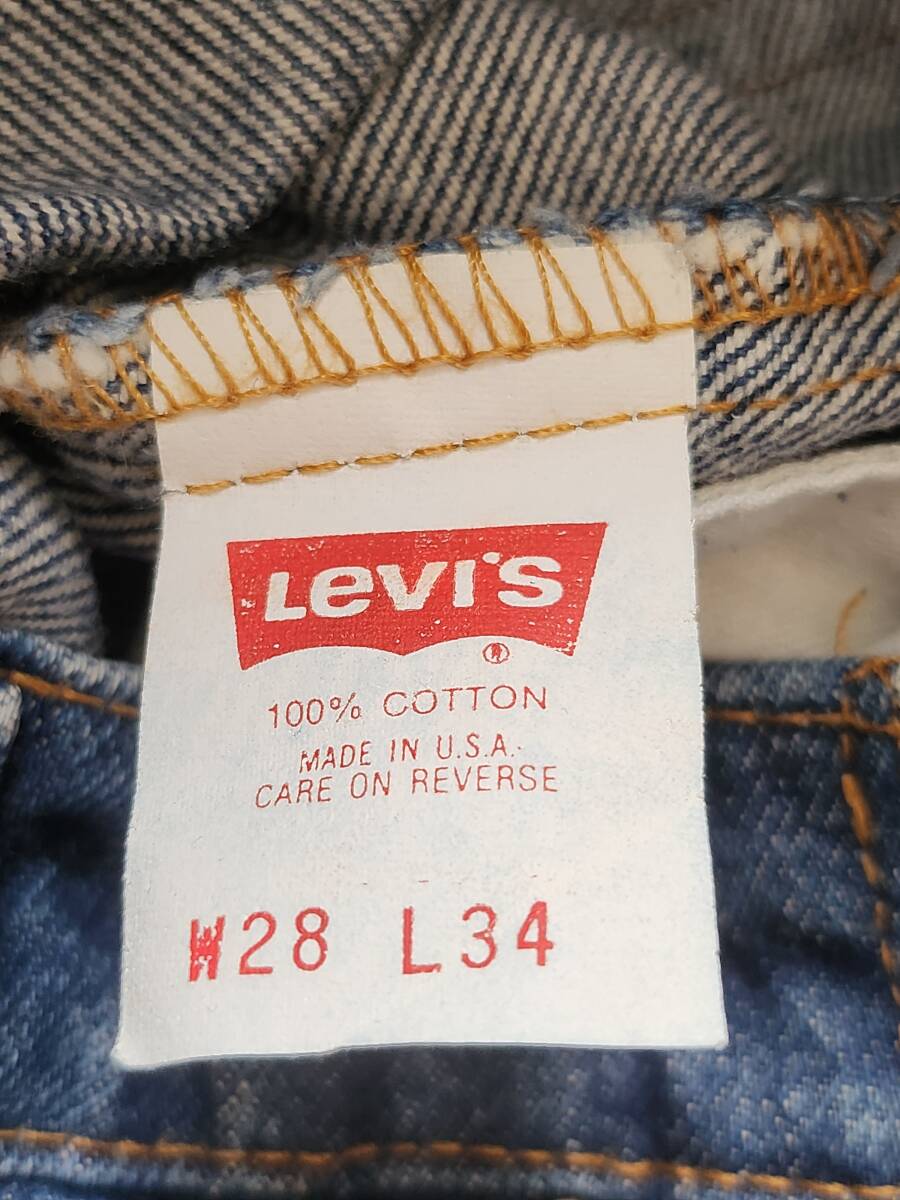 Levi's
®
100% COTTON
MADE IN U.S.A.
CARE ON REVERSE
W28 L34